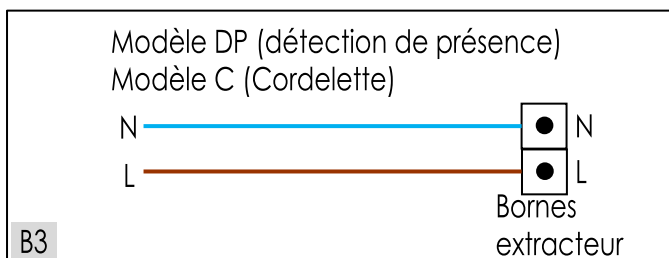 Modèle DP (détection de présence)
Modèle C (Cordelette)
N N
L L
Bornes
extracteur
B3